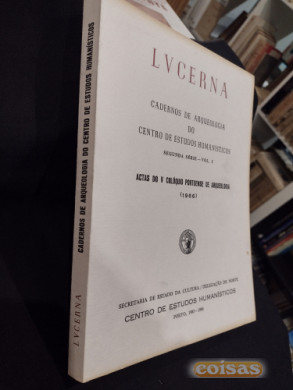 LVCERNA
CADERNOS DE ARQUEOLOGIA
DO
CENTRO DE ESTUDOS HUMANÍSTICOS
SEGUNDA SÉRIE — VOL. I
ACTAS DO II COLÓQUIO PORTUENSE DE ARQUEOLOGIA
SECRETARIA DE ESTADO DA CULTURA / DELEGAÇÃO DO NORTE
CENTRO DE ESTUDOS HUMANÍSTICOS
LVCERNA
CADERNOS DE ARQUEOLOGIA DO CENTRO DE ESTUDOS HUMANÍSTICOS
coisas